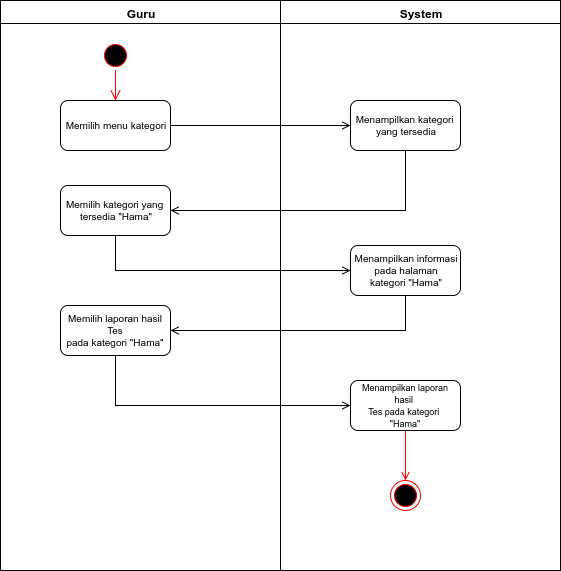 Guru
System
Memilih menu kategori
Menampilkan kategori
yang tersedia
Memilih kategori yang
tersedia "Hama"
Menampilkan informasi
pada halaman
kategori "Hama"
Memilih laporan hasil
Tes
pada kategori "Hama"
Menampilkan laporan
hasil
Tes pada kategori
"Hama"